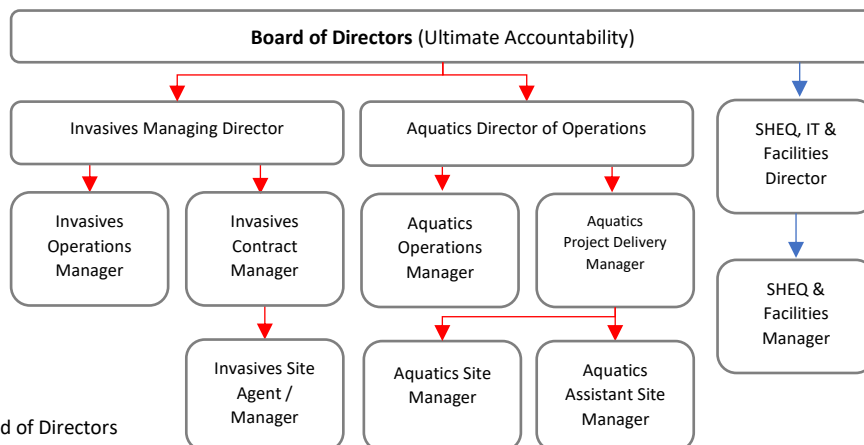 Board of Directors (Ultimate Accountability)
Invasives Managing Director
Aquatics Director of Operations
SHEQ, IT &
Facilities
Director
Invasives
Operations
Manager
Invasives
Contract
Manager
Aquatics
Operations
Manager
Aquatics
Project Delivery
Manager
SHEQ &
Facilities
Manager
Invasives Site
Agent /
Manager
Aquatics Site
Manager
Aquatics
Assistant Site
Manager
d of Directors